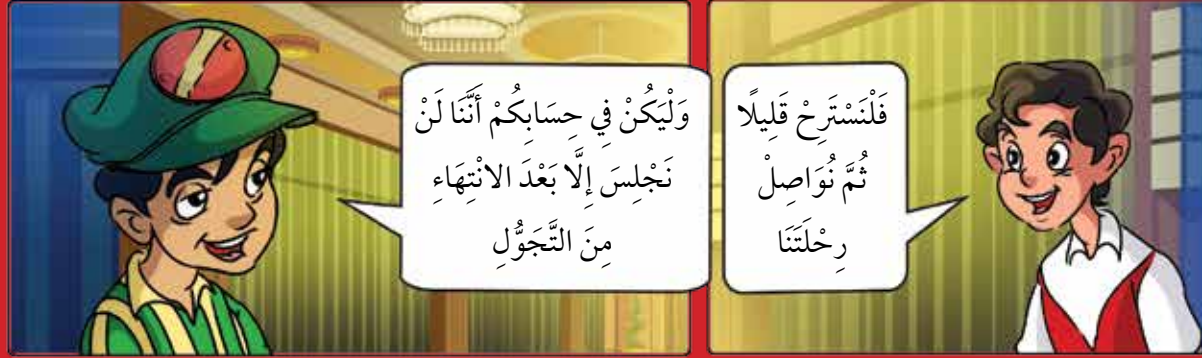 فَلْنَسْتَرِحْ قَلِيلًا
ثُمَّ نُوَاصِلْ
رِحْلَتَنَا
وَلْيَكُنْ فِي حِسَابِكُمْ أَنَّنَا لَنْ
نَجْلِسَ إِلَّا بَعْدَ الانْتِهَاءِ
مِنَ التَّجَوُّلِ